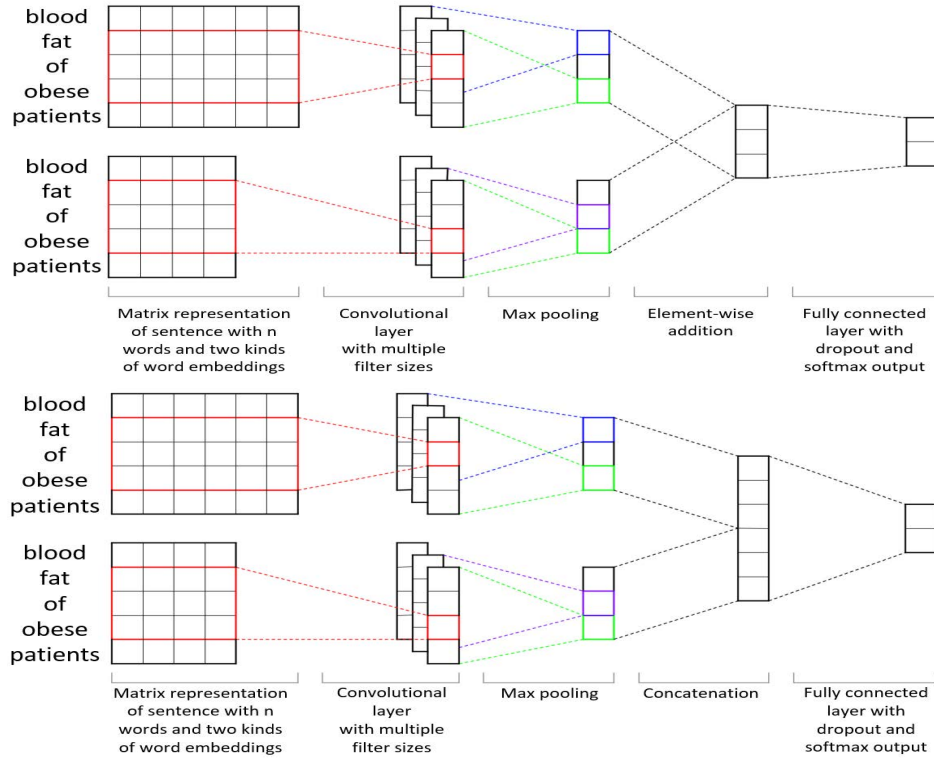 blood
fat
of
obese
patients
blood
fat
of
obese
patients
Matrix representation
of sentence with n
words and two kinds
of word embeddings
Convolutional
layer
with multiple
filter sizes
Max pooling
Element-wise
addition
Fully connected
layer with
dropout and
softmax output
blood
fat
of
obese
patients
blood
fat
of
obese
patients
Matrix representation
of sentence with n
words and two kinds
of word embeddings
Convolutional
layer
with multiple
filter sizes
Max pooling
Concatenation
Fully connected
layer with
dropout and
softmax output